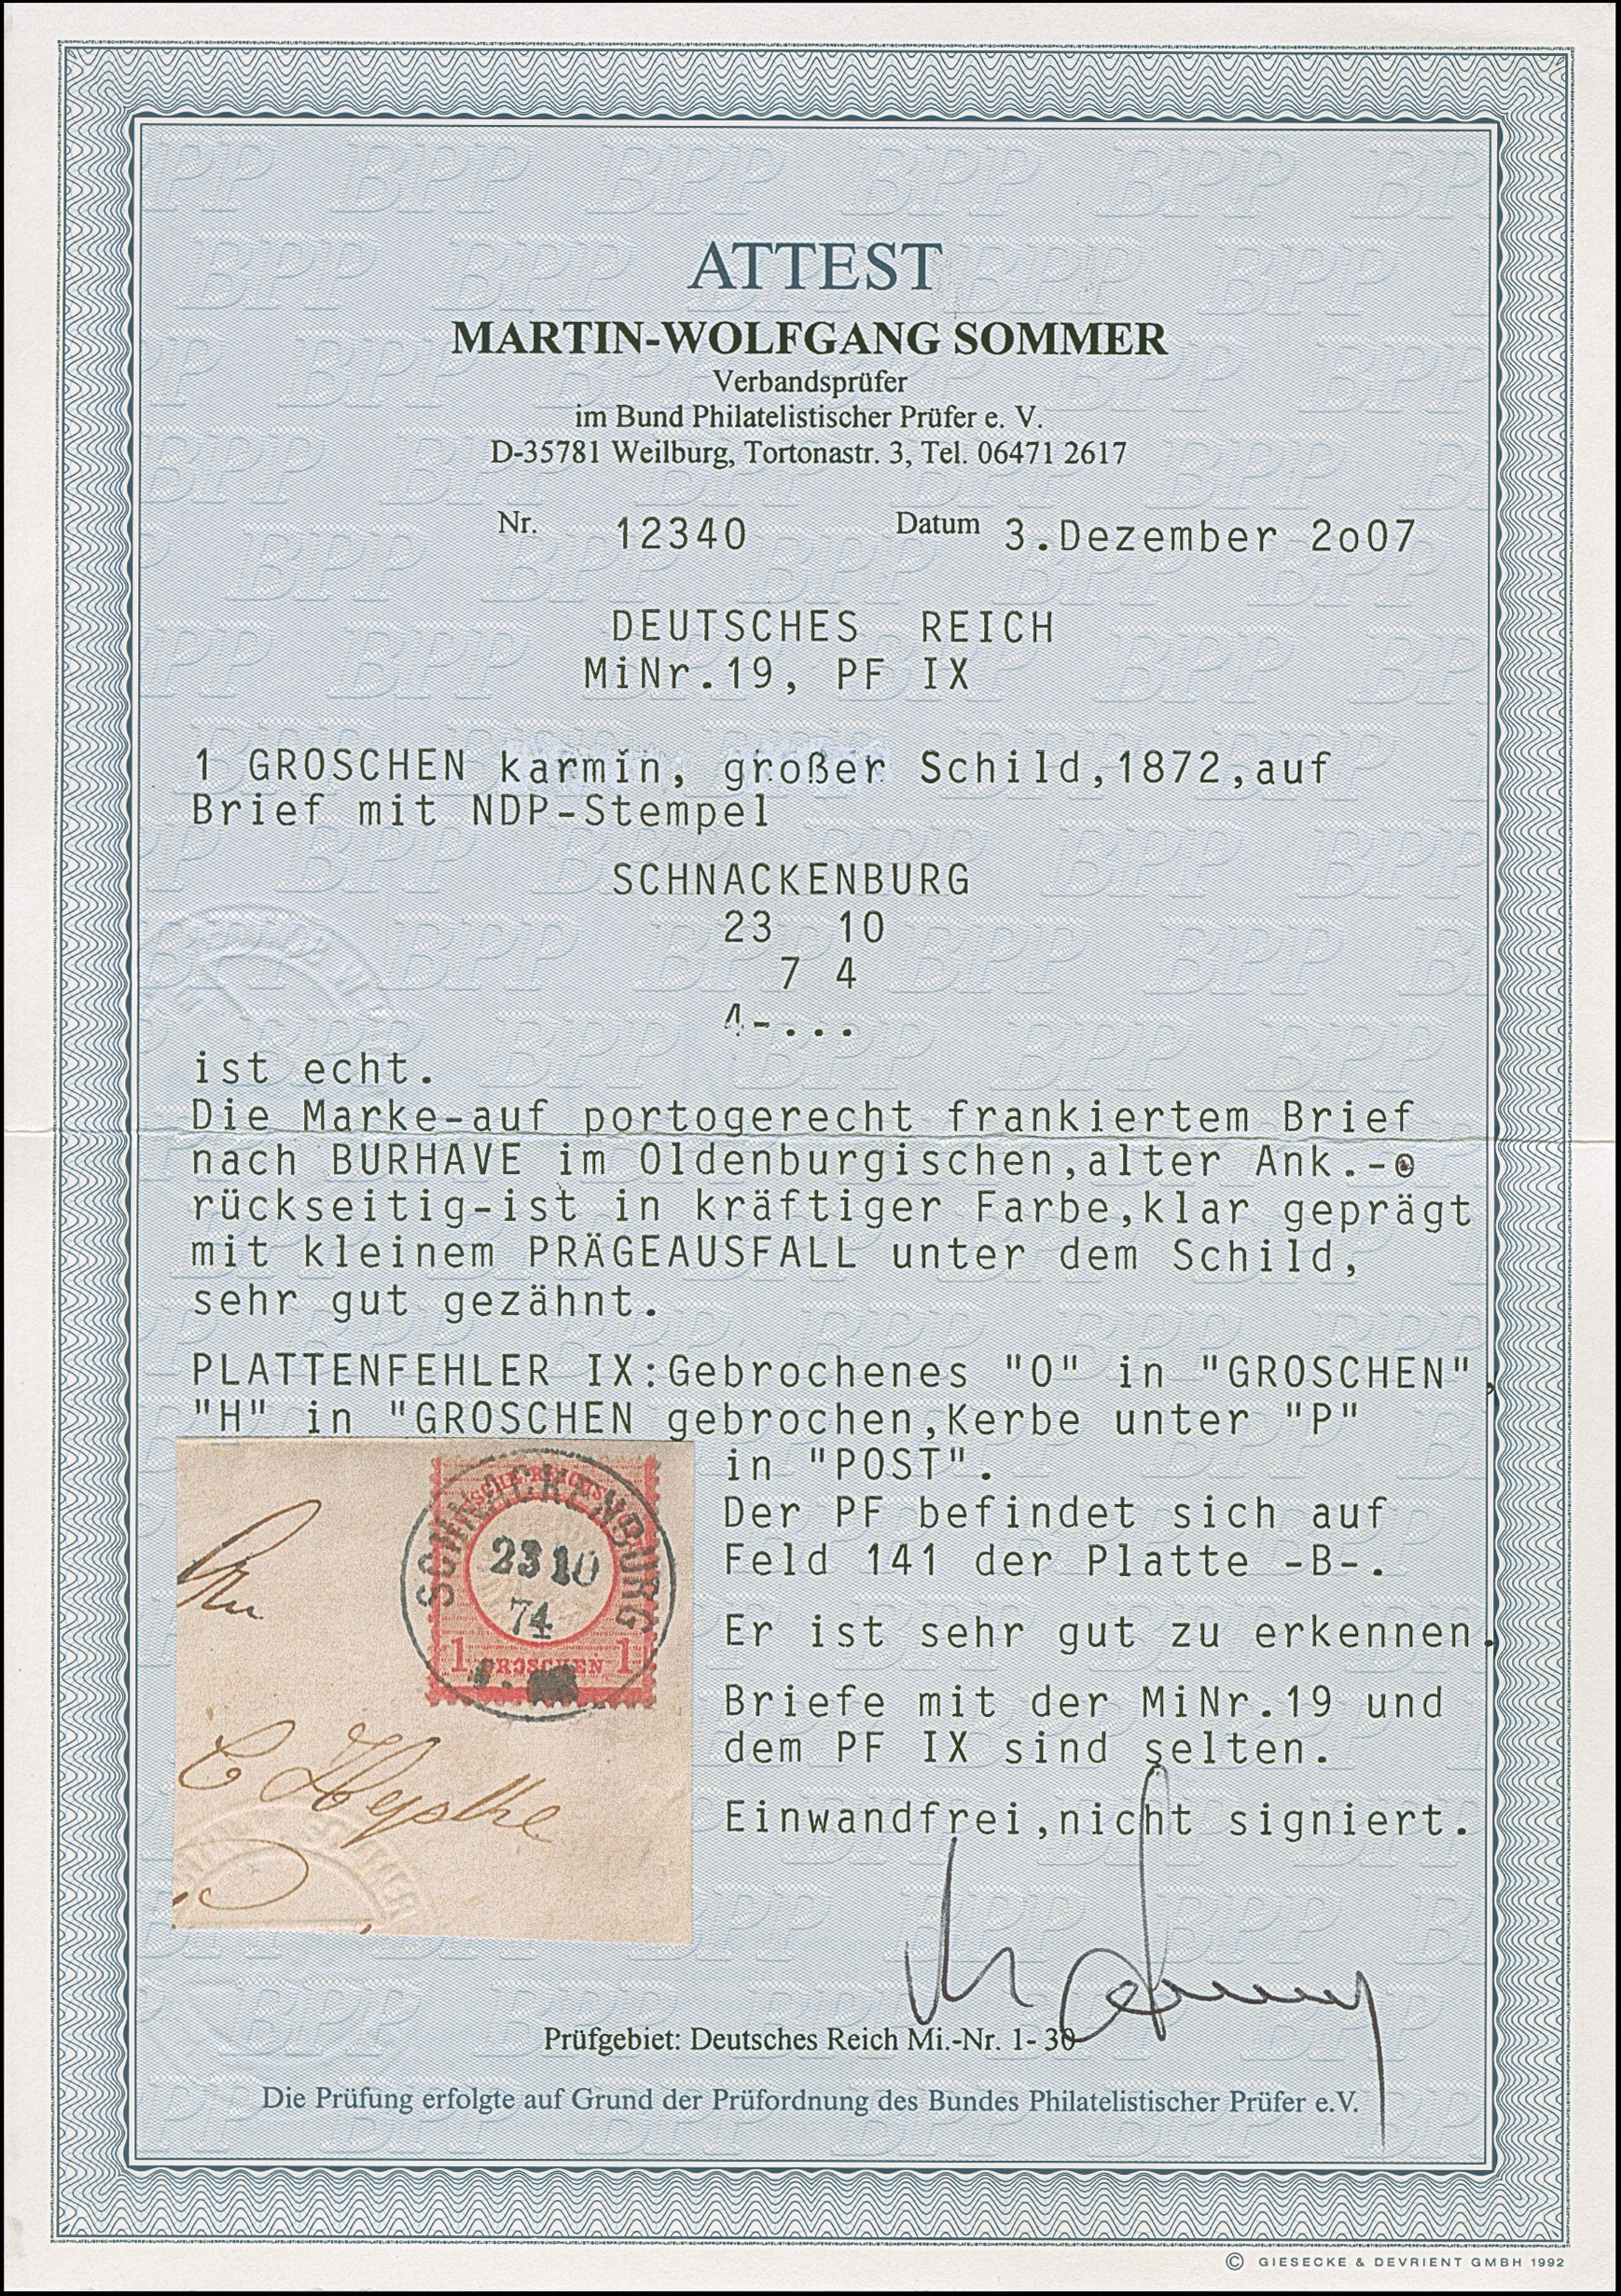 ATTEST
MARTIN-WOLFGANG SOMMER
Verbandsprüfer
im Bund Philatelistischer Prüfer e. V.
D-35781 Weilburg, Tortonastr. 3, Tel. 06471 2617
Nr. 12340 Datum 3.Dezember 2o07
DEUTSCHES REICH
MiNr.19, PF IX
1 GROSCHEN karmin, großer Schild,1872,auf
Brief mit NDP-Stempel
SCHNACKENBURG
23 10
7 4
4-...
ist echt.
Die Marke-auf portogerecht frankiertem Brief
nach BURHAVE im Oldenburgischen,alter Ank.-
rückseitig-ist in kräftiger Farbe,klar geprägt
mit kleinem PRÄGEAUSFALL unter dem Schild,
sehr gut gezähnt.
PLATTENFEHLER IX:Gebrochenes "O" in "GROSCHEN",
"H" in "GROSCHEN gebrochen,Kerbe unter "P"
in "POST".
Der PF befindet sich auf
Feld 141 der Platte -B-.
Er ist sehr gut zu erkennen.
Briefe mit der MiNr.19 und
dem PF IX sind selten.
Einwandfrei,nicht signiert.
SCHNACKENBURG
23 10
74
1 GROSCHEN 1
Prüfgebiet: Deutsches Reich Mi.-Nr. 1- 30
Die Prüfung erfolgte auf Grund der Prüfordnung des Bundes Philatelistischer Prüfer e.V.
© GIESECKE & DEVRIENT GMBH 1992